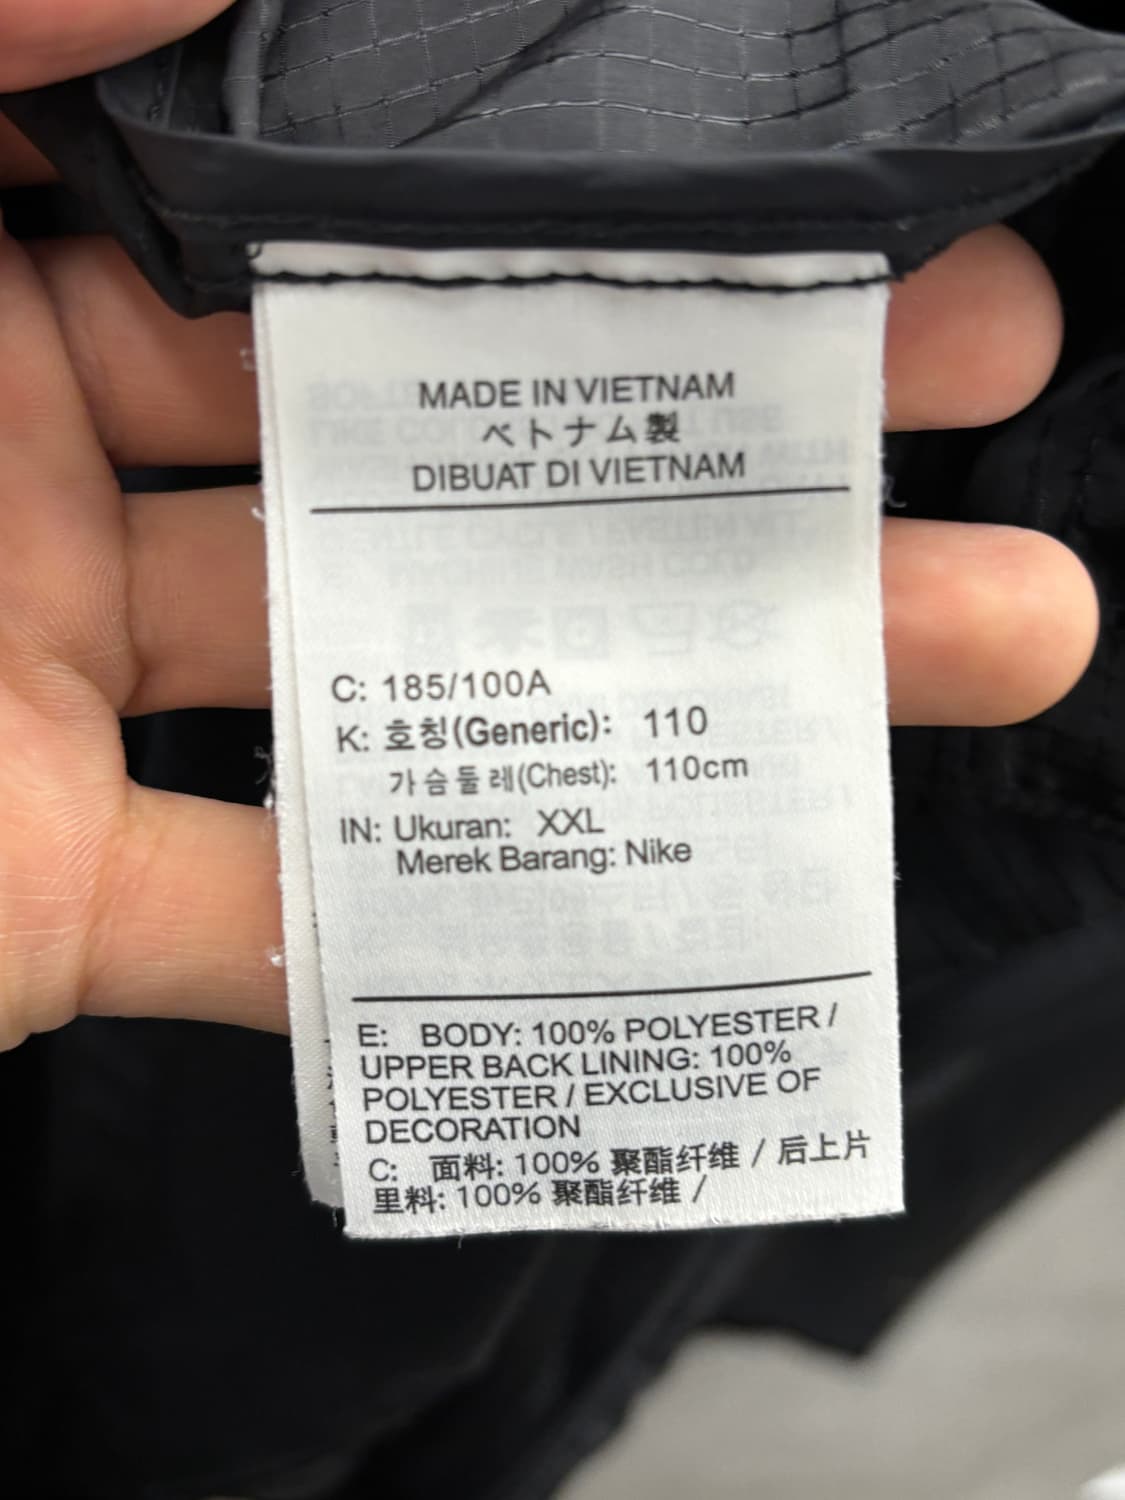 MADE IN VIETNAM
ベトナム製
DIBUAT DI VIETNAM
C: 185/100A
K: 호칭(Generic): 110
가슴둘레(Chest): 110cm
IN: Ukuran: XXL
Merek Barang: Nike
E: BODY: 100% POLYESTER /
UPPER BACK LINING: 100%
POLYESTER / EXCLUSIVE OF
DECORATION
C: 面料: 100% 聚酯纤维 / 后上片
里料: 100% 聚酯纤维 /